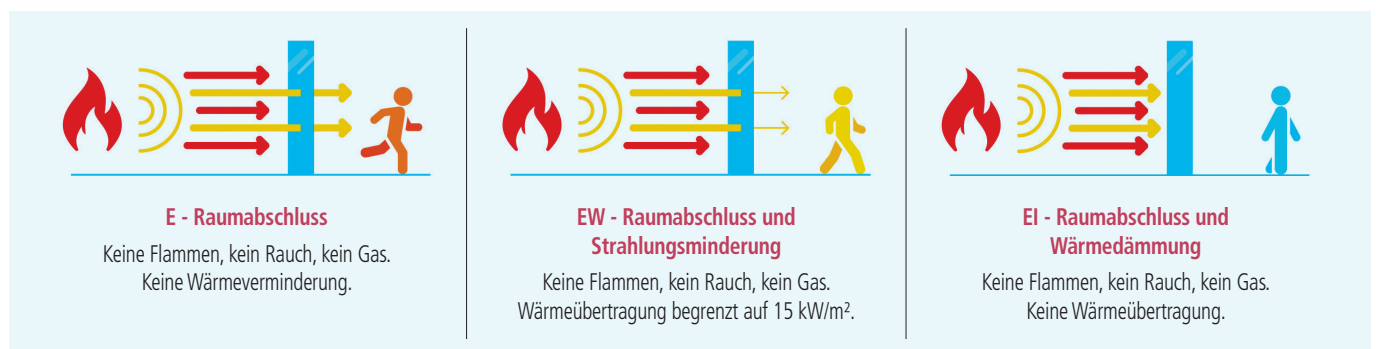 E - Raumabschluss
Keine Flammen, kein Rauch, kein Gas.
Keine Wärmeverminderung.
EW - Raumabschluss und
Strahlungsminderung
Keine Flammen, kein Rauch, kein Gas.
Wärmeübertragung begrenzt auf 15 kW/m².
EI - Raumabschluss und
Wärmedämmung
Keine Flammen, kein Rauch, kein Gas.
Keine Wärmeübertragung.